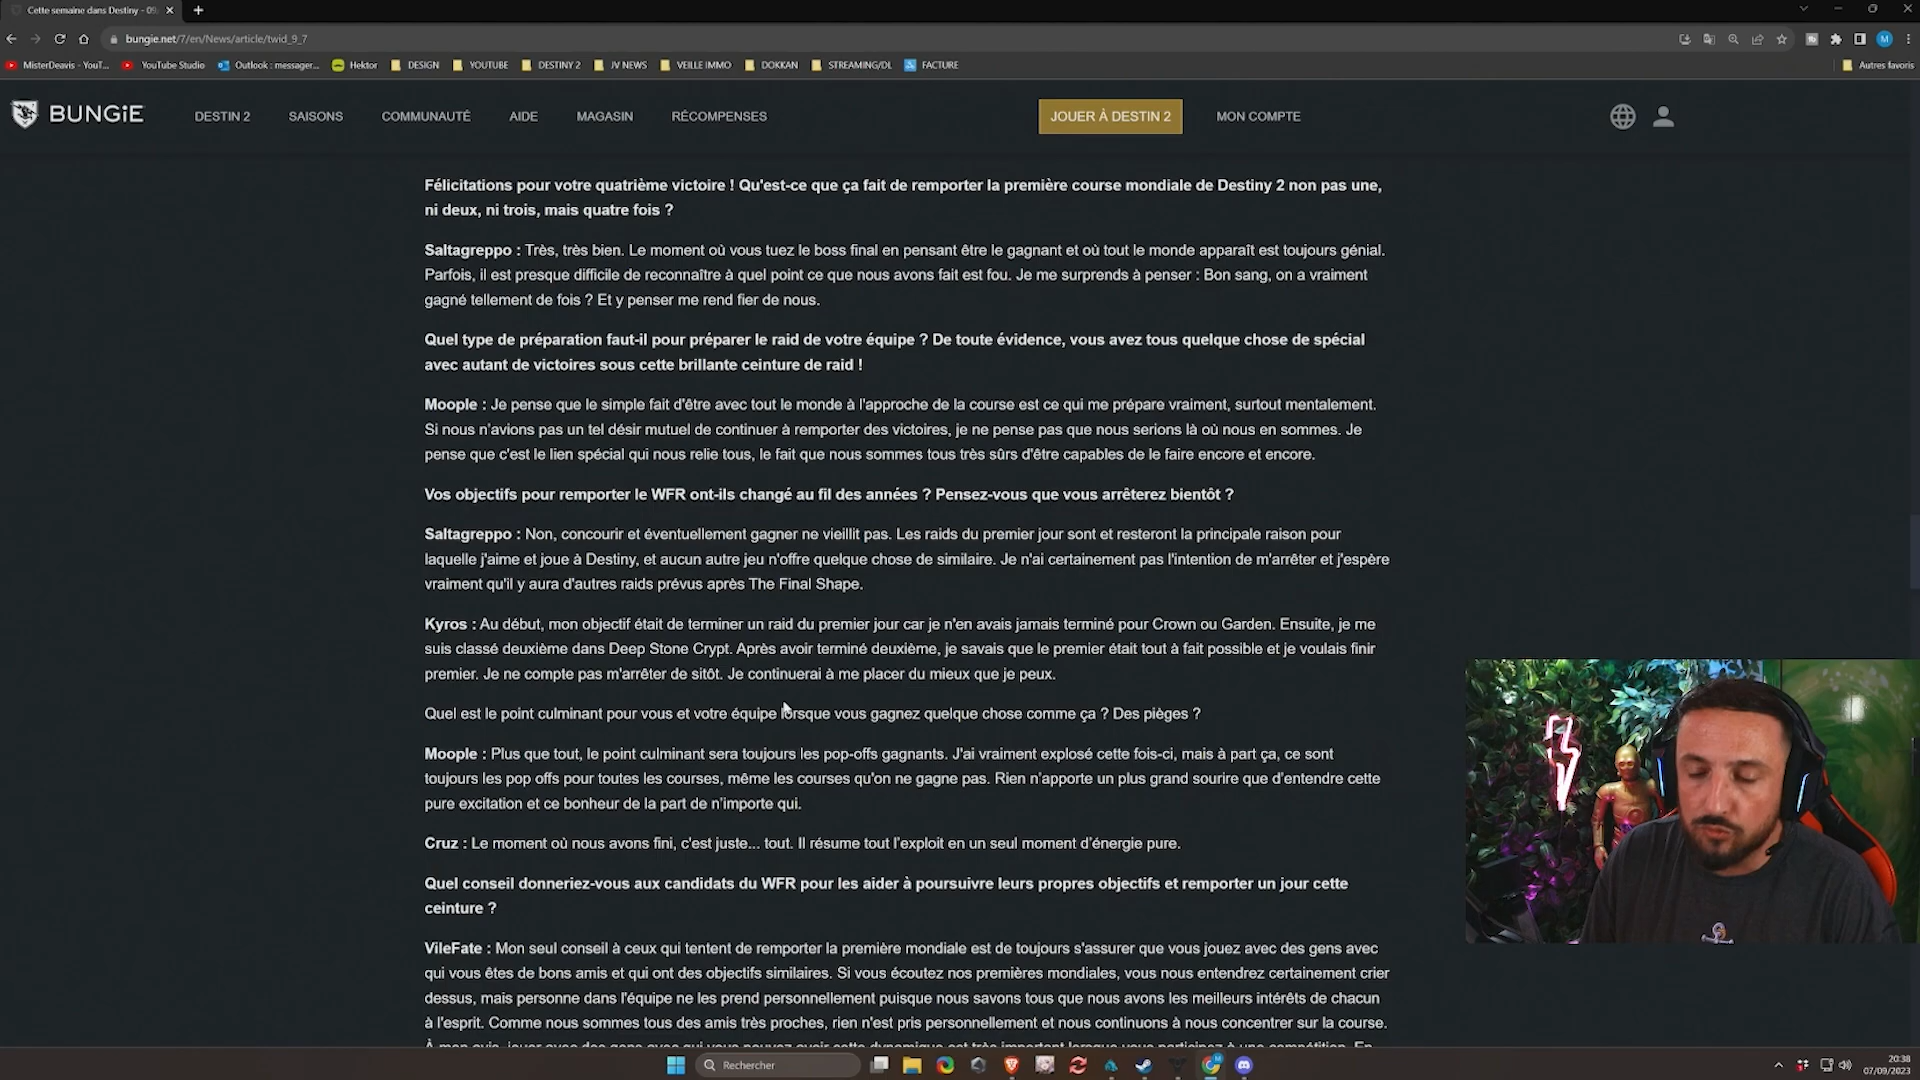 Cette semaine dans Destiny - 09
bungie.net/7/en/News/article/twid_9_7
MisterDeavis - YouT...
YouTube Studio
Outlook : messager...
Hektor
DESIGN
YOUTUBE
DESTINY 2
JV NEWS
VEILLE IMMO
DOKKAN
STREAMING/DL
FACTURE
Autres favoris
M
BUNGiE
DESTIN 2
SAISONS
COMMUNAUTÉ
AIDE
MAGASIN
RÉCOMPENSES
JOUER À DESTIN 2
MON COMPTE
Félicitations pour votre quatrième victoire ! Qu'est-ce que ça fait de remporter la première course mondiale de Destiny 2 non pas une,
ni deux, ni trois, mais quatre fois ?
Saltagreppo : Très, très bien. Le moment où vous tuez le boss final en pensant être le gagnant et où tout le monde apparaît est toujours génial.
Parfois, il est presque difficile de reconnaître à quel point ce que nous avons fait est fou. Je me surprends à penser : Bon sang, on a vraiment
gagné tellement de fois ? Et y penser me rend fier de nous.
Quel type de préparation faut-il pour préparer le raid de votre équipe ? De toute évidence, vous avez tous quelque chose de spécial
avec autant de victoires sous cette brillante ceinture de raid !
Moople : Je pense que le simple fait d'être avec tout le monde à l'approche de la course est ce qui me prépare vraiment, surtout mentalement.
Si nous n'avions pas un tel désir mutuel de continuer à remporter des victoires, je ne pense pas que nous serions là où nous en sommes. Je
pense que c'est le lien spécial qui nous relie tous, le fait que nous sommes tous très sûrs d'être capables de le faire encore et encore.
Vos objectifs pour remporter le WFR ont-ils changé au fil des années ? Pensez-vous que vous arrêterez bientôt ?
Saltagreppo : Non, concourir et éventuellement gagner ne vieillit pas. Les raids du premier jour sont et resteront la principale raison pour
laquelle j'aime et joue à Destiny, et aucun autre jeu n'offre quelque chose de similaire. Je n'ai certainement pas l'intention de m'arrêter et j'espère
vraiment qu'il y aura d'autres raids prévus après The Final Shape.
Kyros : Au début, mon objectif était de terminer un raid du premier jour car je n'en avais jamais terminé pour Crown ou Garden. Ensuite, je me
suis classé deuxième dans Deep Stone Crypt. Après avoir terminé deuxième, je savais que le premier était tout à fait possible et je voulais finir
premier. Je ne compte pas m'arrêter de sitôt. Je continuerai à me placer du mieux que je peux.
Quel est le point culminant pour vous et votre équipe lorsque vous gagnez quelque chose comme ça ? Des pièges ?
Moople : Plus que tout, le point culminant sera toujours les pop-offs gagnants. J'ai vraiment explosé cette fois-ci, mais à part ça, ce sont
toujours les pop offs pour toutes les courses, même les courses qu'on ne gagne pas. Rien n'apporte un plus grand sourire que d'entendre cette
pure excitation et ce bonheur de la part de n'importe qui.
Cruz : Le moment où nous avons fini, c'est juste... tout. Il résume tout l'exploit en un seul moment d'énergie pure.
Quel conseil donneriez-vous aux candidats du WFR pour les aider à poursuivre leurs propres objectifs et remporter un jour cette
ceinture ?
VileFate : Mon seul conseil à ceux qui tentent de remporter la première mondiale est de toujours s'assurer que vous jouez avec des gens avec
qui vous êtes de bons amis et qui ont des objectifs similaires. Si vous écoutez nos premières mondiales, vous nous entendrez certainement crier
dessus, mais personne dans l'équipe ne les prend personnellement puisque nous savons tous que nous avons les meilleurs intérêts de chacun
à l'esprit. Comme nous sommes tous des amis très proches, rien n'est pris personnellement et nous continuons à nous concentrer sur la course.
À mon avis, jouer avec des gens avec qui vous pouvez avoir cette dynamique est très important lorsque vous participez à une compétition. En
Rechercher
20:38
07/09/2023